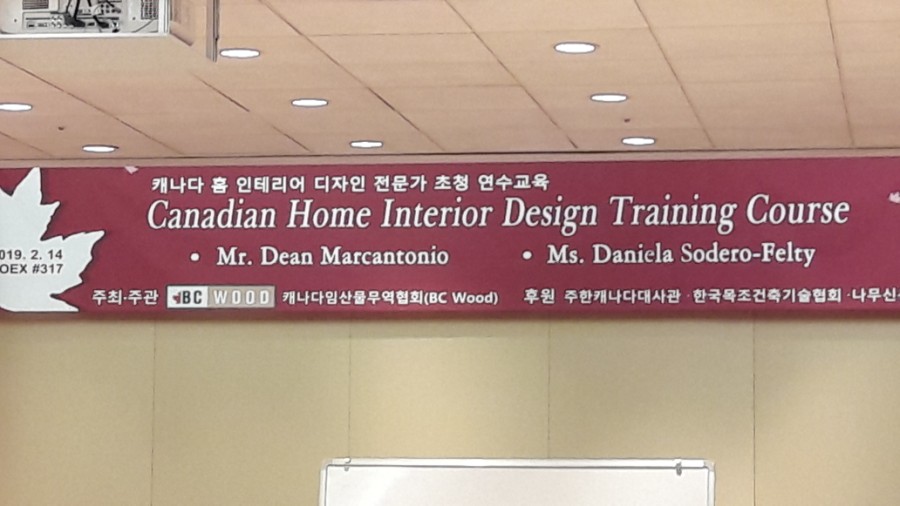 캐나다 홈 인테리어 디자인 전문가 초청 연수교육
Canadian Home Interior Design Training Course
• Mr. Dean Marcantonio • Ms. Daniela Sodero-Felty
019. 2. 14
OEX #317
주최·주관 BC WOOD 캐나다임산물무역협회(BC Wood) 후원 주한캐나다대사관 · 한국목조건축기술협회 · 나무신